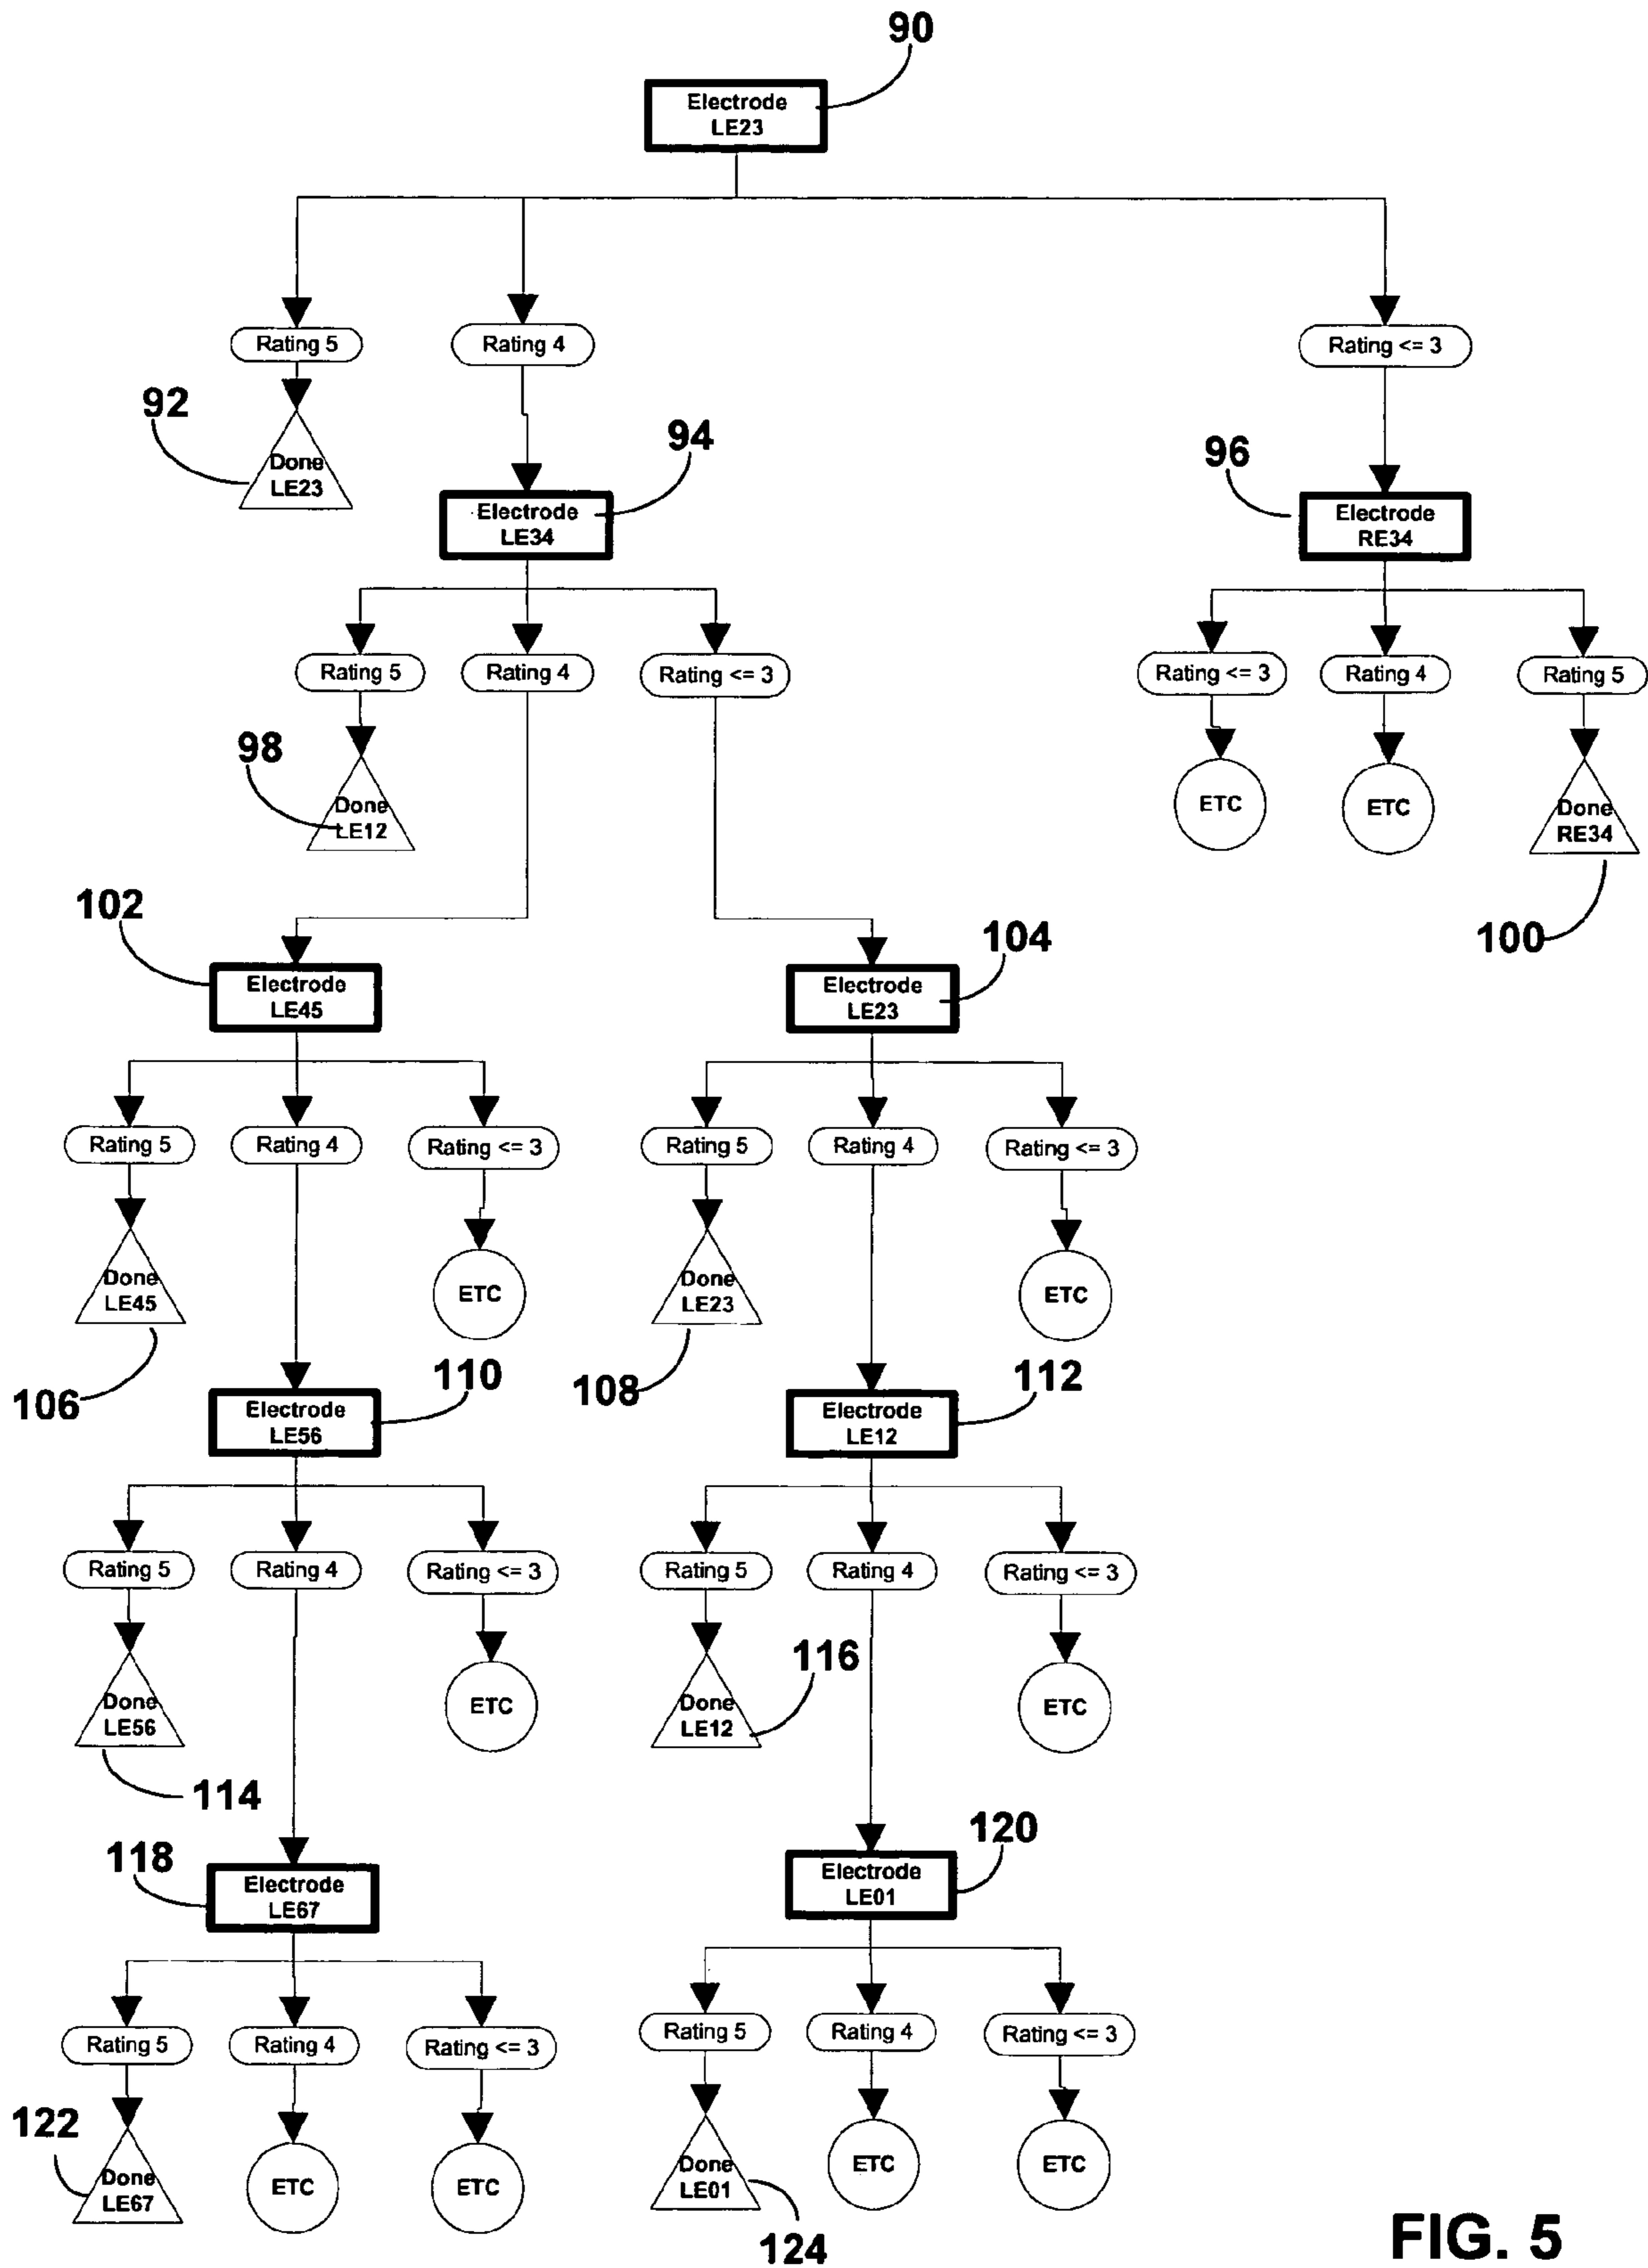 90
Electrode
LE23
Rating 5
Rating 4
Rating <= 3
92
Done
LE23
94
Electrode
LE34
96
Electrode
RE34
Rating 5
Rating 4
Rating <= 3
Rating <= 3
Rating 4
Rating 5
98
Done
LE12
ETC
ETC
Done
RE34
100
102
Electrode
LE45
104
Electrode
LE23
Rating 5
Rating 4
Rating <= 3
Rating 5
Rating 4
Rating <= 3
Done
LE45
ETC
Done
LE23
ETC
106
108
110
Electrode
LE56
112
Electrode
LE12
Rating 5
Rating 4
Rating <= 3
Rating 5
Rating 4
Rating <= 3
Done
LE56
ETC
116
Done
LE12
ETC
114
118
Electrode
LE67
120
Electrode
LE01
Rating 5
Rating 4
Rating <= 3
Rating 5
Rating 4
Rating <= 3
122
Done
LE67
ETC
ETC
Done
LE01
ETC
ETC
124
FIG. 5